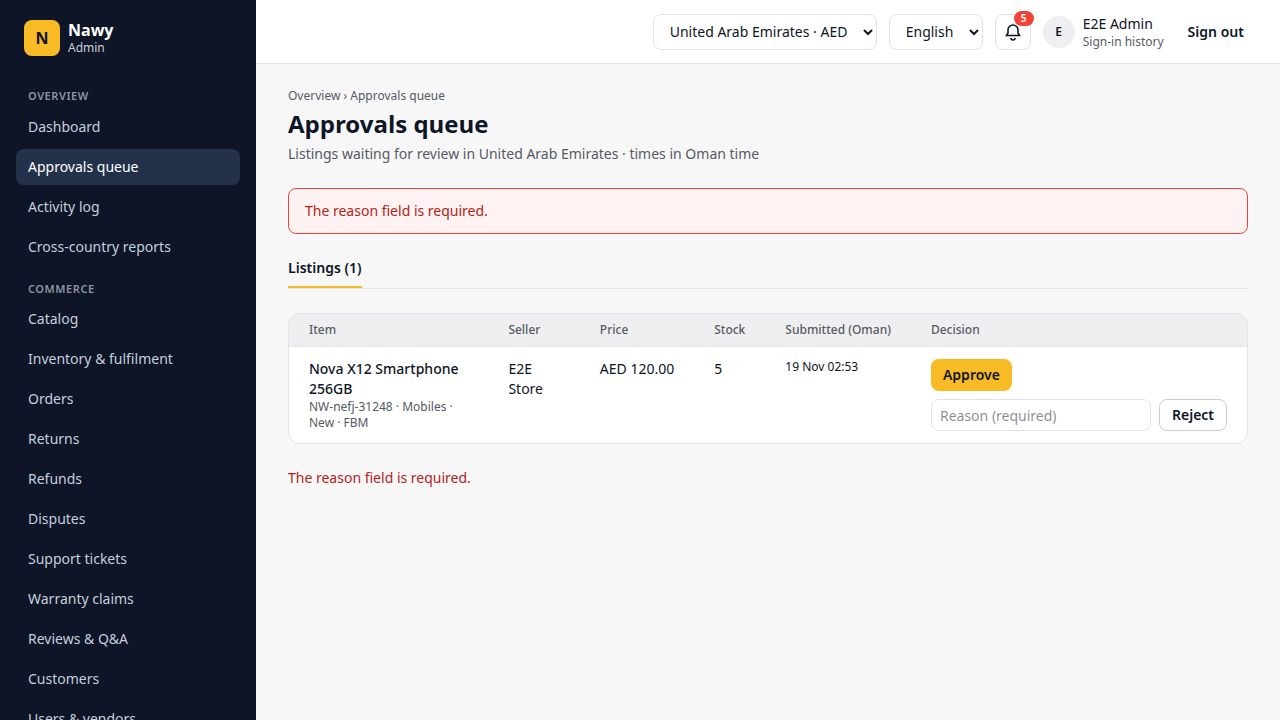 N
Nawy
Admin
OVERVIEW
Dashboard
Approvals queue
Activity log
Cross-country reports
COMMERCE
Catalog
Inventory & fulfilment
Orders
Returns
Refunds
Disputes
Support tickets
Warranty claims
Reviews & Q&A
Customers
Users & vendors
United Arab Emirates · AED
English
5
E
E2E Admin
Sign-in history
Sign out
Overview › Approvals queue
Approvals queue
Listings waiting for review in United Arab Emirates · times in Oman time
The reason field is required.
Listings (1)
Item Seller Price Stock Submitted (Oman) Decision
Nova X12 Smartphone
256GB
NW-nefj-31248 · Mobiles ·
New · FBM
E2E
Store
AED 120.00
5
19 Nov 02:53
Approve
Reason (required)
Reject
The reason field is required.